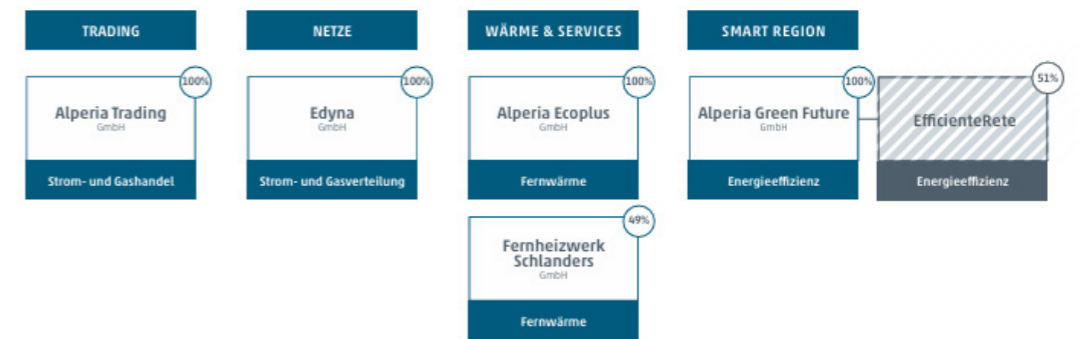 TRADING
NETZE
WÄRME & SERVICES
SMART REGION
100%
Alperia Trading
GmbH
Strom- und Gashandel
100%
Edyna
GmbH
Strom- und Gasverteilung
100%
Alperia Ecoplus
GmbH
Fernwärme
100%
Alperia Green Future
GmbH
Energieeffizienz
51%
EfficienteRete
Energieeffizienz
49%
Fernheizwerk
Schlanders
GmbH
Fernwärme